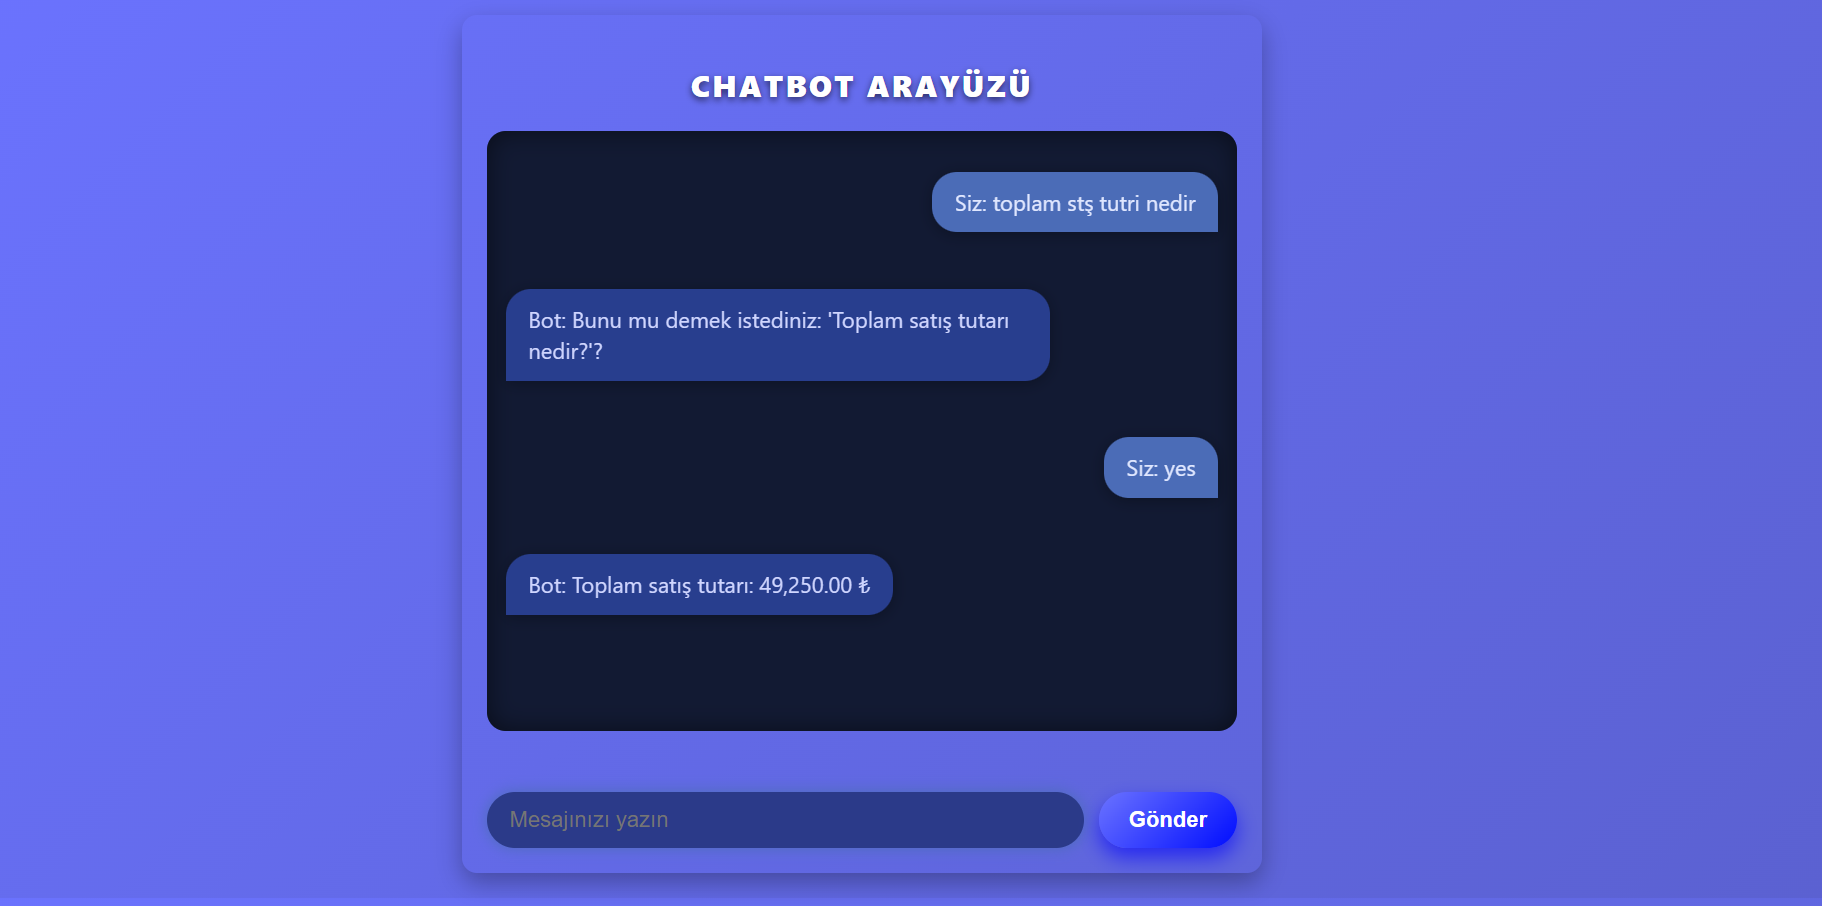 CHATBOT ARAYÜZÜ
Siz: toplam stş tutri nedir
Bot: Bunu mu demek istediniz: 'Toplam satış tutarı
nedir?'?
Siz: yes
Bot: Toplam satış tutarı: 49,250.00 ₺
Mesajınızı yazın
Gönder